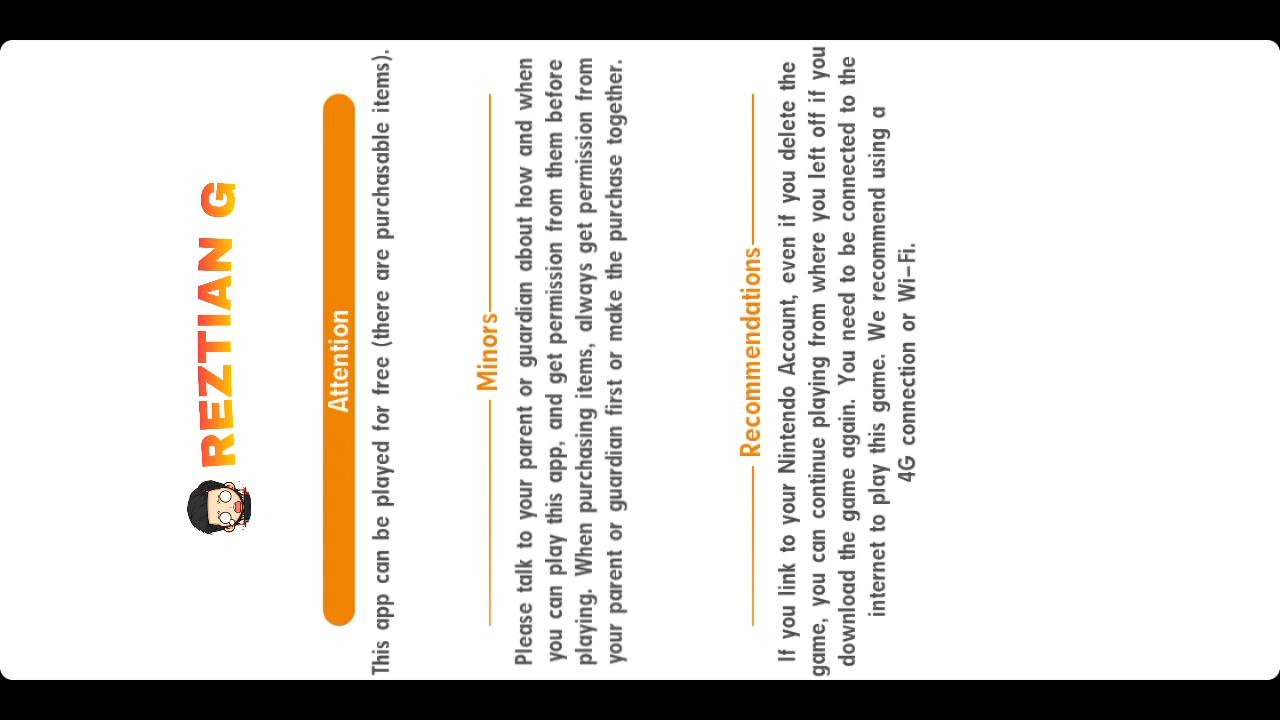 REZTIAN G
Attention
This app can be played for free (there are purchasable items).
Minors
Please talk to your parent or guardian about how and when
you can play this app, and get permission from them before
playing. When purchasing items, always get permission from
your parent or guardian first or make the purchase together.
Recommendations
If you link to your Nintendo Account, even if you delete the
game, you can continue playing from where you left off if you
download the game again. You need to be connected to the
internet to play this game. We recommend using a
4G connection or Wi-Fi.